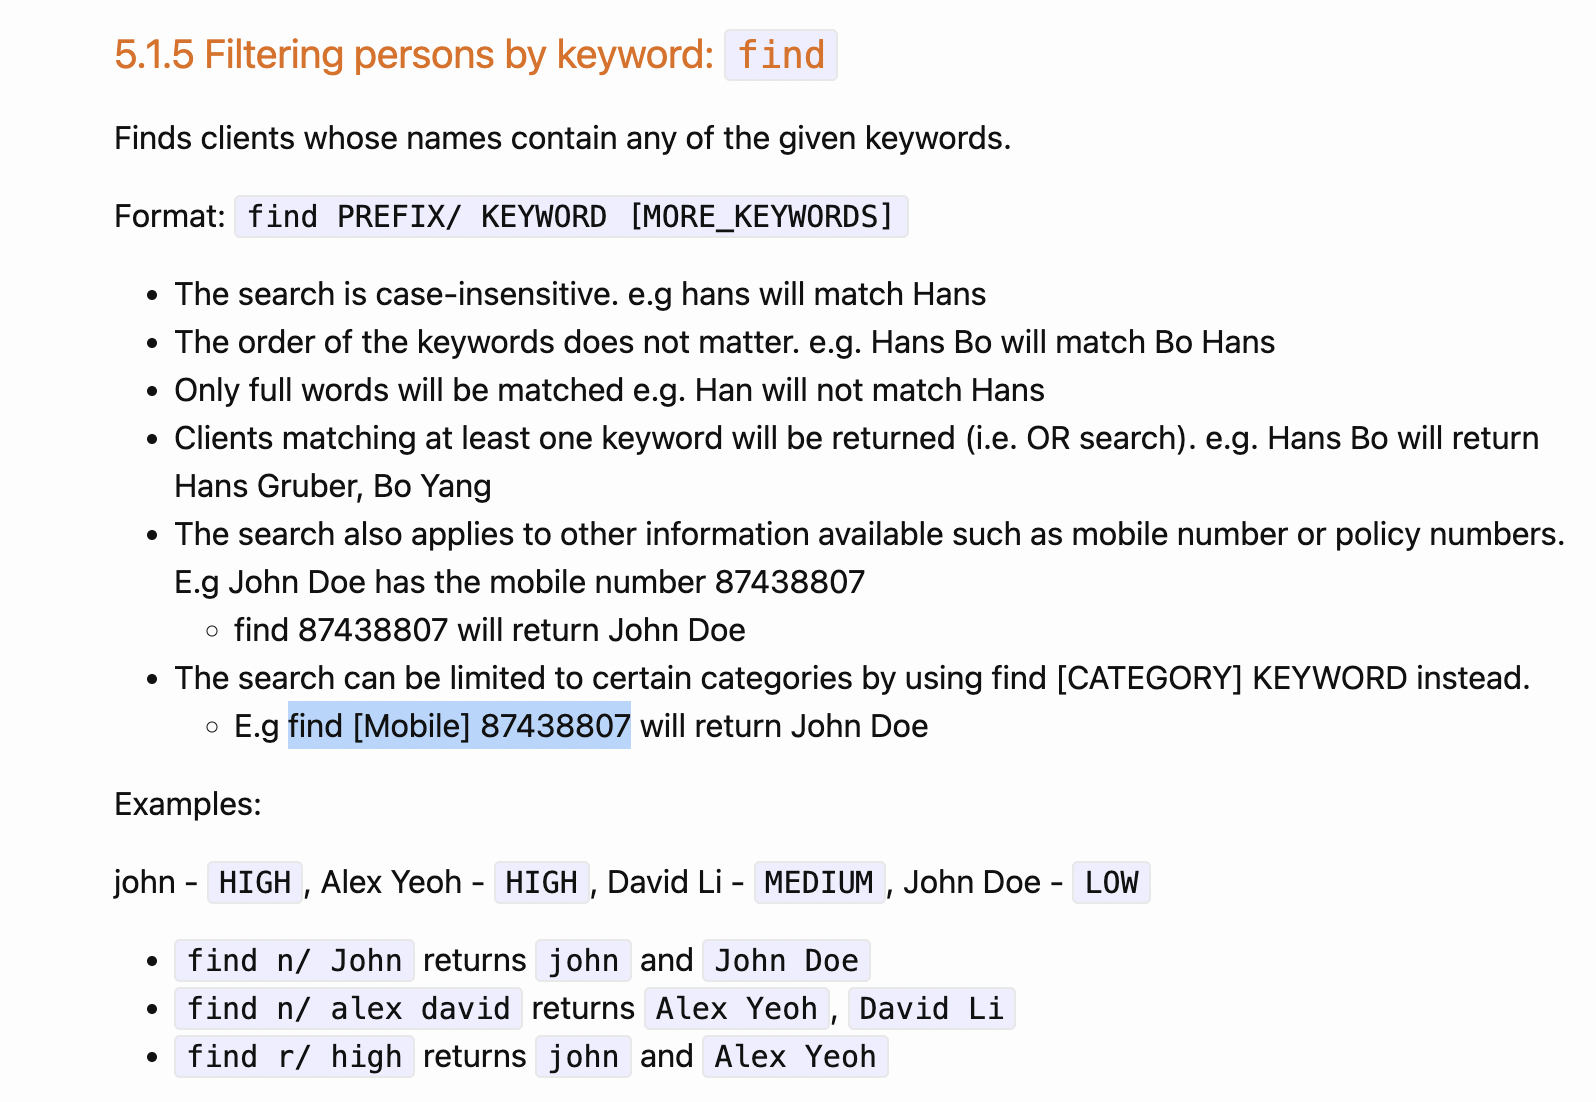 5.1.5 Filtering persons by keyword: find
Finds clients whose names contain any of the given keywords.
Format: find PREFIX/ KEYWORD [MORE_KEYWORDS]
• The search is case-insensitive. e.g hans will match Hans
• The order of the keywords does not matter. e.g. Hans Bo will match Bo Hans
• Only full words will be matched e.g. Han will not match Hans
• Clients matching at least one keyword will be returned (i.e. OR search). e.g. Hans Bo will return
Hans Gruber, Bo Yang
• The search also applies to other information available such as mobile number or policy numbers.
E.g John Doe has the mobile number 87438807
◦ find 87438807 will return John Doe
• The search can be limited to certain categories by using find [CATEGORY] KEYWORD instead.
◦ E.g find [Mobile] 87438807 will return John Doe
Examples:
john - HIGH, Alex Yeoh - HIGH, David Li - MEDIUM, John Doe - LOW
• find n/ John returns john and John Doe
• find n/ alex david returns Alex Yeoh, David Li
• find r/ high returns john and Alex Yeoh